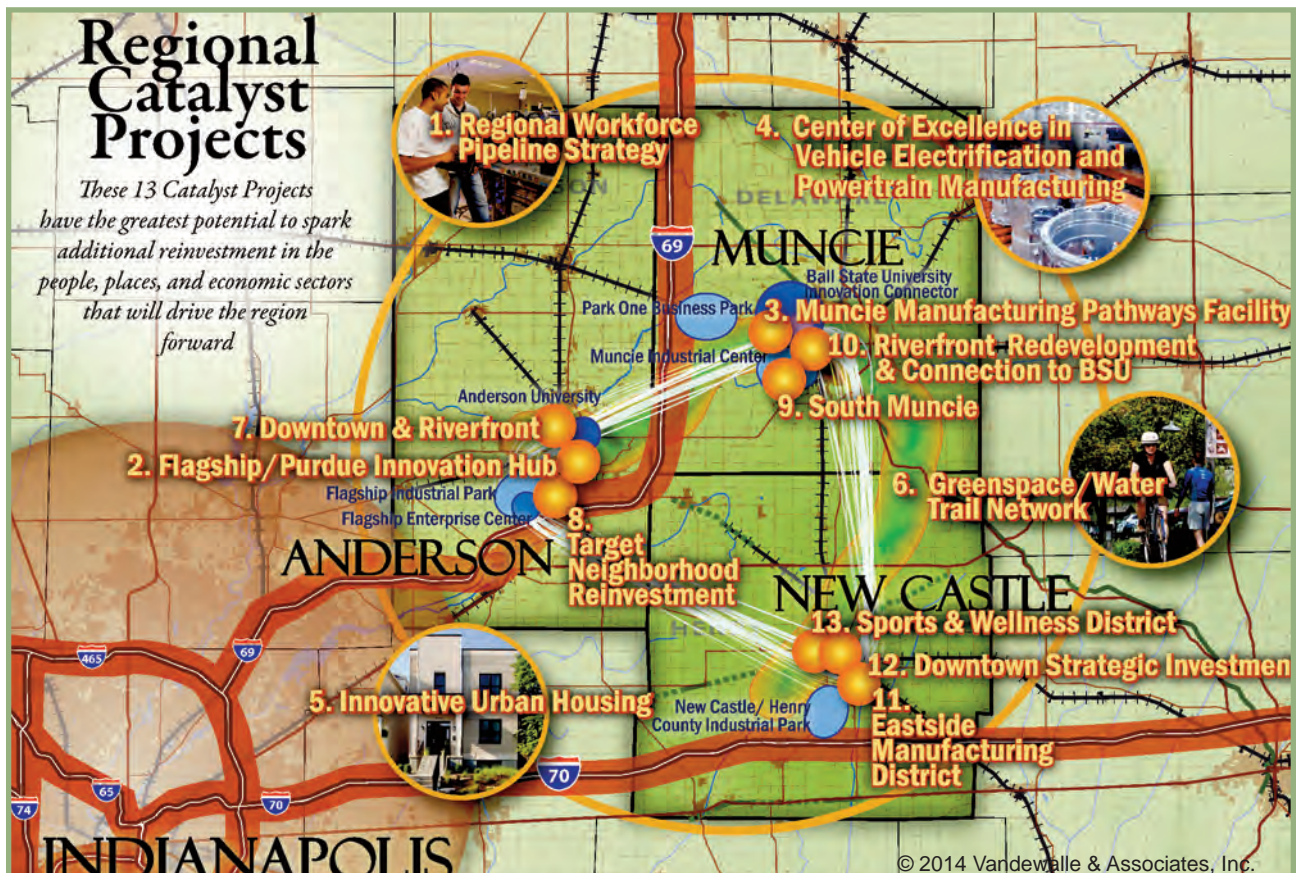 Regional
Catalyst
Projects
These 13 Catalyst Projects
have the greatest potential to spark
additional reinvestment in the
people, places, and economic sectors
that will drive the region
forward
1. Regional Workforce
Pipeline Strategy
4. Center of Excellence in
Vehicle Electrification and
Powertrain Manufacturing
DELAWARE
69
MUNCIE
Ball State University
Innovation Connector
Park One Business Park
3. Muncie Manufacturing Pathways Facility
Muncie Industrial Center
10. Riverfront Redevelopment
& Connection to BSU
9. South Muncie
Anderson University
7. Downtown & Riverfront
2. Flagship/Purdue Innovation Hub
Flagship Industrial Park
Flagship Enterprise Center
6. Greenspace/Water
Trail Network
8.
Target
Neighborhood
Reinvestment
ANDERSON
NEW CASTLE
13. Sports & Wellness District
12. Downtown Strategic Investmen
11.
Eastside
Manufacturing
District
New Castle/ Henry
County Industrial Park
5. Innovative Urban Housing
465
69
65
70
70
74
INDIANAPOLIS
© 2014 Vandewalle & Associates, Inc.